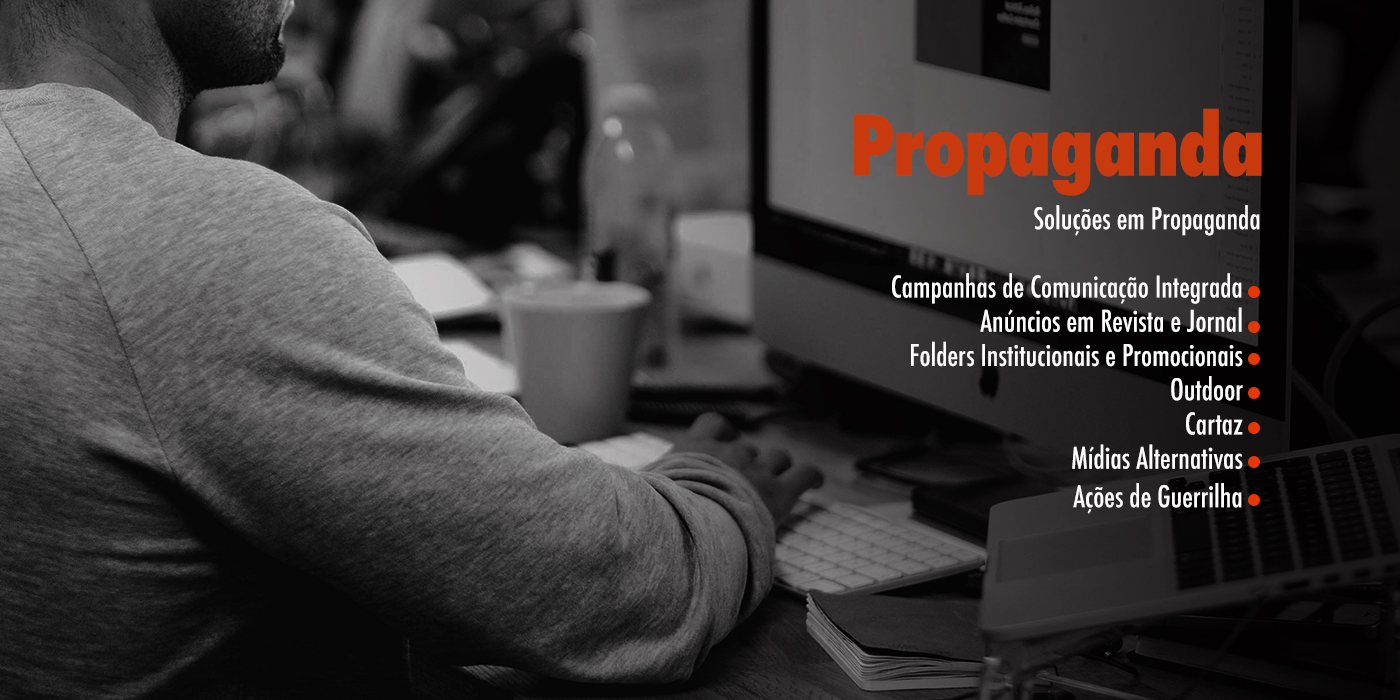 Propaganda
Soluções em Propaganda
Campanhas de Comunicação Integrada
Anúncios em Revista e Jornal
Folders Institucionais e Promocionais
Outdoor
Cartaz
Mídias Alternativas
Ações de Guerrilha